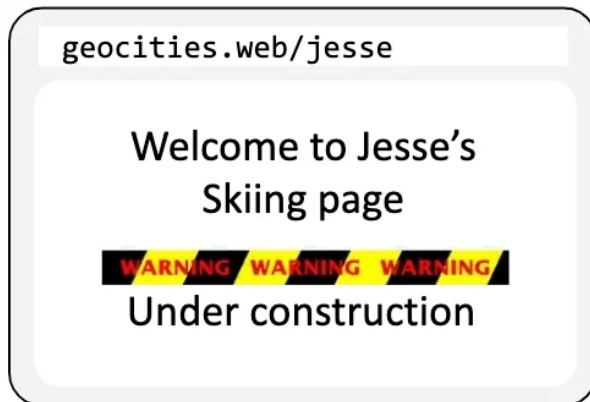 geocities.web/jesse
Welcome to Jesse’s
Skiing page
WARNING WARNING WARNING
Under construction